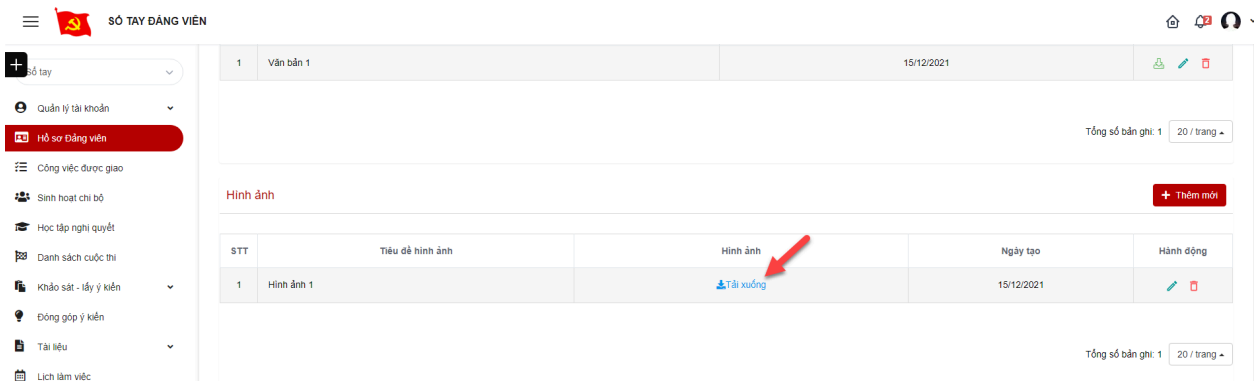 SỔ TAY ĐẢNG VIÊN
2
Sổ tay
Quản lý tài khoản
Hồ sơ Đảng viên
Công việc được giao
Sinh hoạt chi bộ
Học tập nghị quyết
Danh sách cuộc thi
Khảo sát - lấy ý kiến
Đóng góp ý kiến
Tài liệu
Lịch làm việc
1 Văn bản 1 15/12/2021
Tổng số bản ghi: 1 20 / trang
Hình ảnh
+ Thêm mới
STT Tiêu đề hình ảnh Hình ảnh Ngày tạo Hành động
1 Hình ảnh 1 Tải xuống 15/12/2021
Tổng số bản ghi: 1 20 / trang